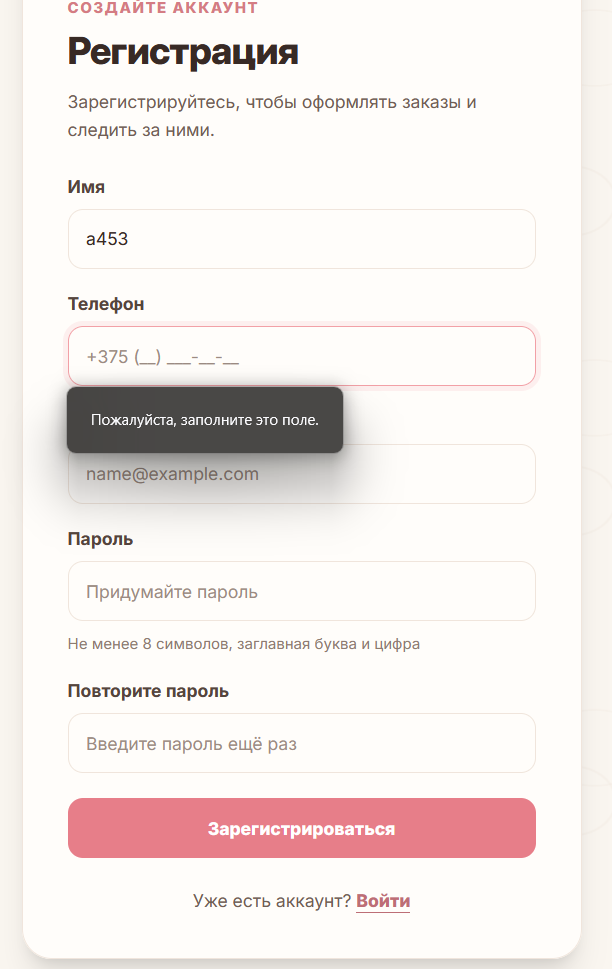 СОЗДАЙТЕ АККАУНТ
Регистрация
Зарегистрируйтесь, чтобы оформлять заказы и
следить за ними.
Имя
а453
Телефон
+375 (__) ___-__-__
Пожалуйста, заполните это поле.
name@example.com
Пароль
Придумайте пароль
Не менее 8 символов, заглавная буква и цифра
Повторите пароль
Введите пароль ещё раз
Зарегистрироваться
Уже есть аккаунт? Войти